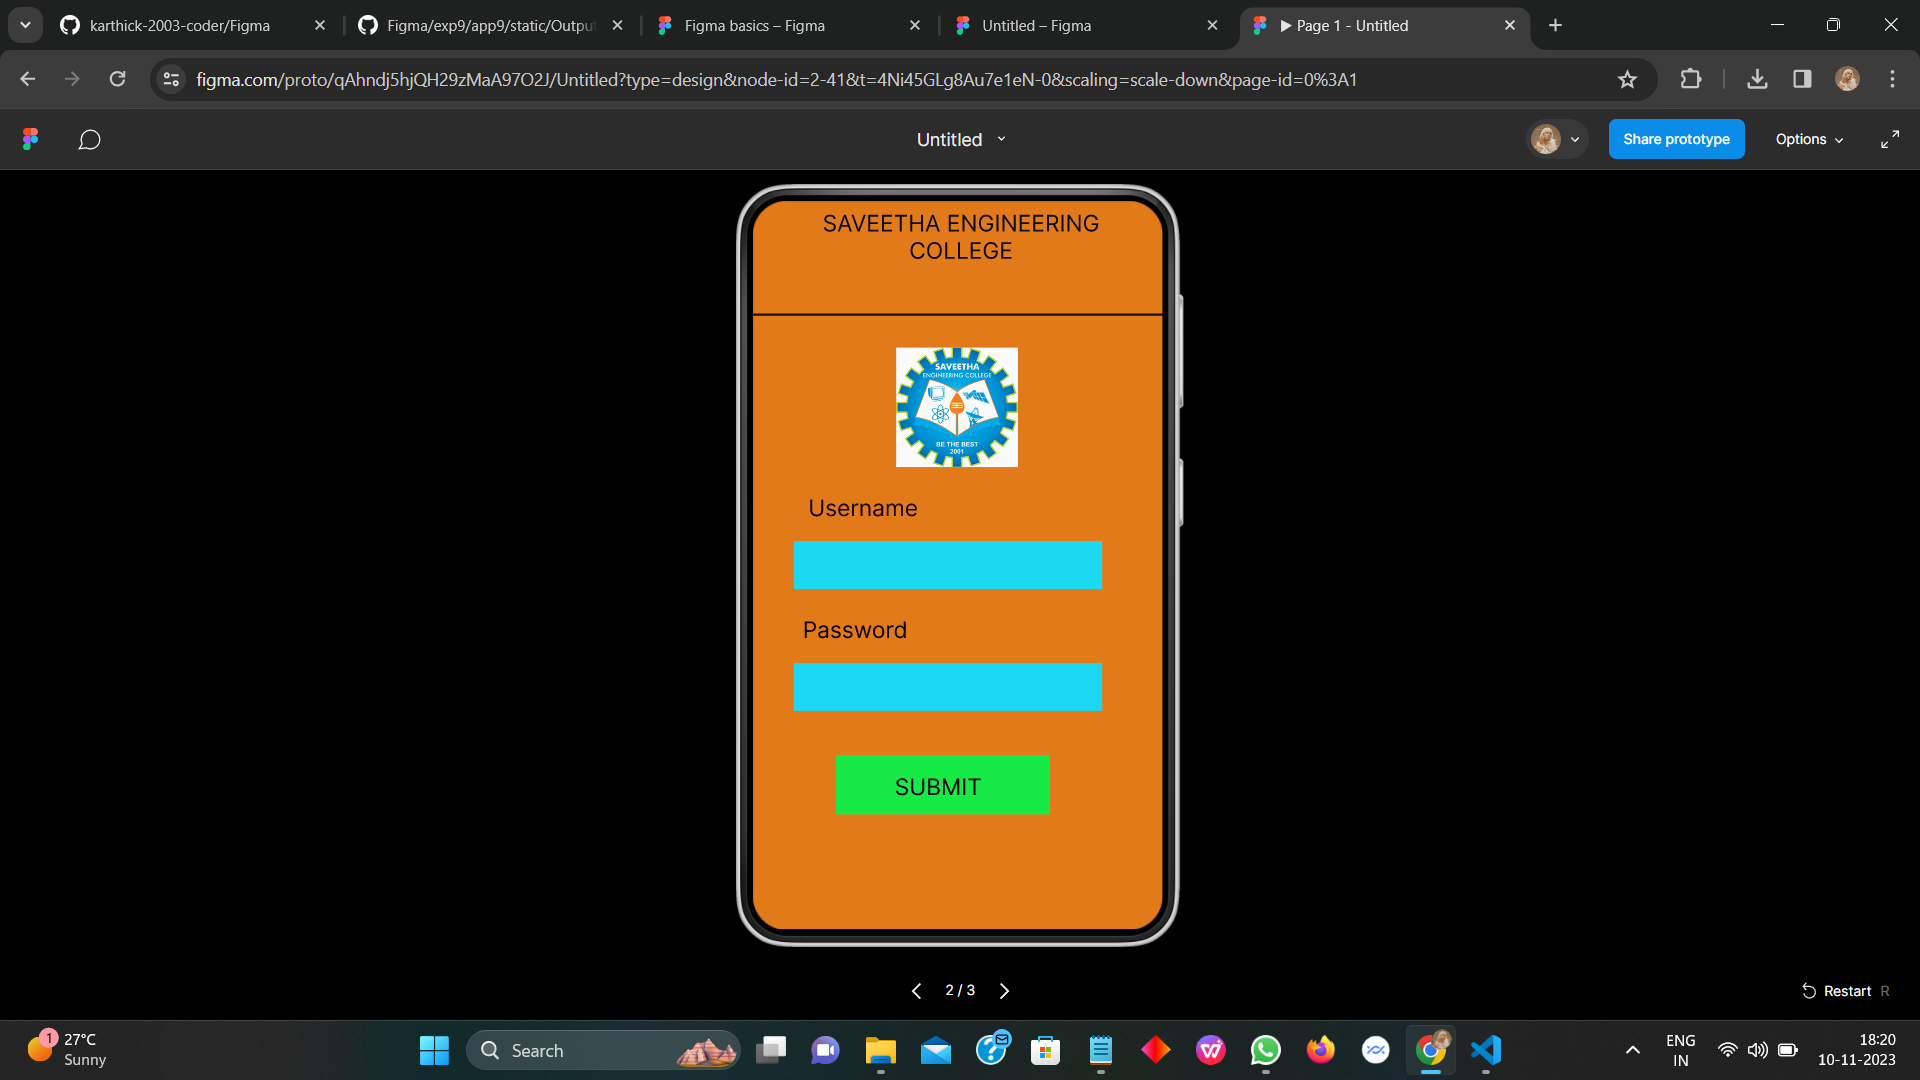 karthick-2003-coder/Figma
Figma/exp9/app9/static/Outpu
Figma basics – Figma
Untitled – Figma
▶ Page 1 - Untitled
figma.com/proto/qAhndj5hjQH29zMaA97O2J/Untitled?type=design&node-id=2-41&t=4Ni45GLg8Au7e1eN-0&scaling=scale-down&page-id=0%3A1
Untitled
Share prototype
Options
SAVEETHA ENGINEERING
COLLEGE
SAVEETHA
ENGINEERING COLLEGE
BE THE BEST
2001
Username
Password
SUBMIT
2 / 3
Restart R
1
27°C
Sunny
Search
ENG
IN
18:20
10-11-2023